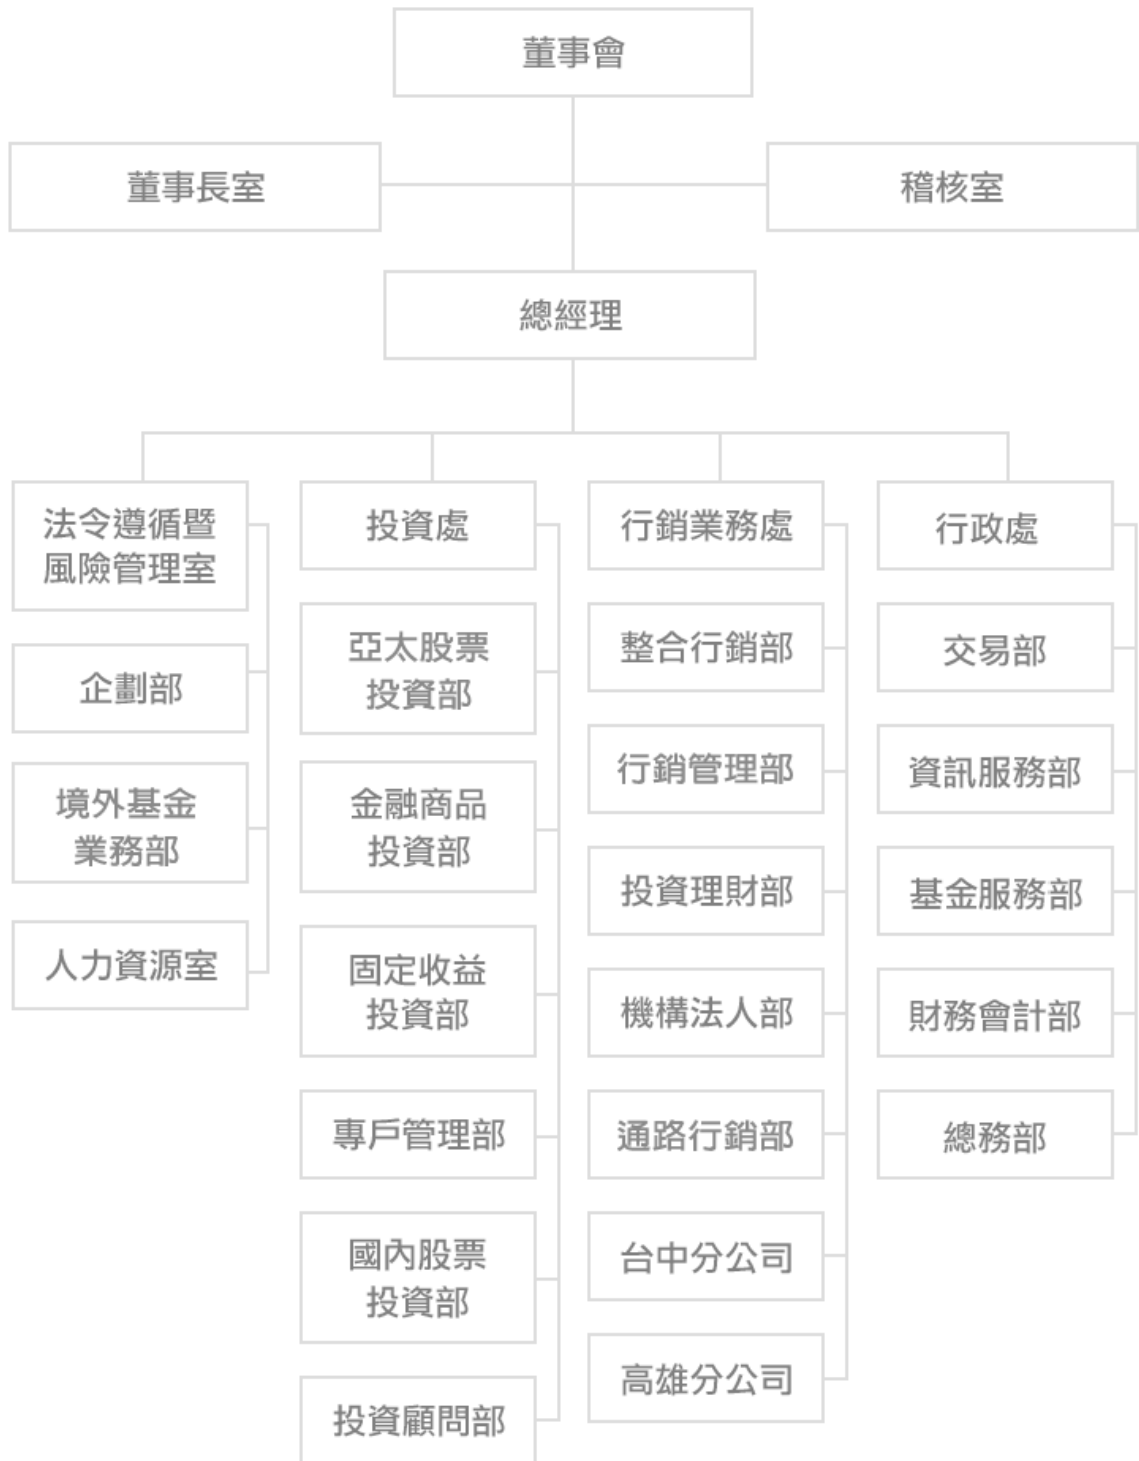 董事會
董事長室
稽核室
總經理
法令遵循暨
風險管理室
企劃部
境外基金
業務部
人力資源室
投資處
亞太股票
投資部
金融商品
投資部
固定收益
投資部
專戶管理部
國內股票
投資部
投資顧問部
行銷業務處
整合行銷部
行銷管理部
投資理財部
機構法人部
通路行銷部
台中分公司
高雄分公司
行政處
交易部
資訊服務部
基金服務部
財務會計部
總務部